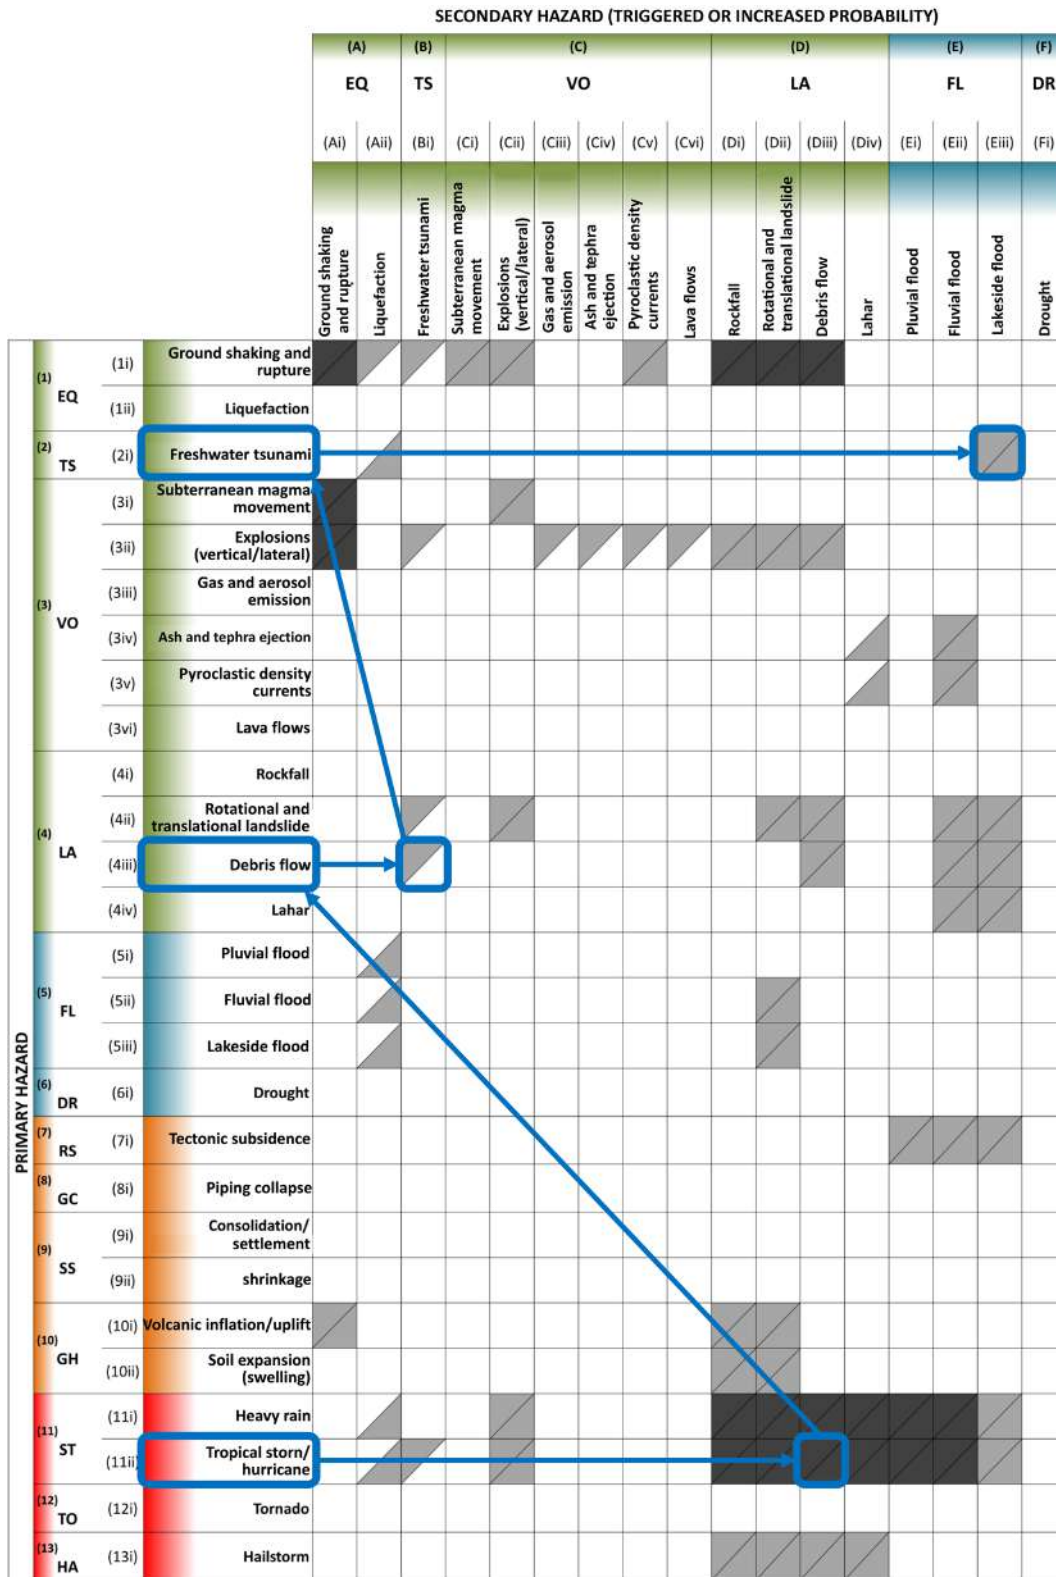 SECONDARY HAZARD (TRIGGERED OR INCREASED PROBABILITY)
(A) (B) (C) (D) (E) (F)
EQ TS VO LA FL DR
(Ai) (Aii) (Bi) (Ci) (Cii) (Ciii) (Civ) (Cv) (Cvi) (Di) (Dii) (Diii) (Div) (Ei) (Eii) (Eiii) (Fi)
Ground shaking
and rupture
Liquefaction
Freshwater tsunami
Subterranean magma
movement
Explosions
(vertical/lateral)
Gas and aerosol
emission
Ash and tephra
ejection
Pyroclastic density
currents
Lava flows
Rockfall
Rotational and
translational landslide
Debris flow
Lahar
Pluvial flood
Fluvial flood
Lakeside flood
Drought
PRIMARY HAZARD
(1)
EQ
(1i)
Ground shaking and
rupture
(1ii)
Liquefaction
(2)
TS
(2i)
Freshwater tsunami
(3)
VO
(3i)
Subterranean magma
movement
(3ii)
Explosions
(vertical/lateral)
(3iii)
Gas and aerosol
emission
(3iv)
Ash and tephra ejection
(3v)
Pyroclastic density
currents
(3vi)
Lava flows
(4)
LA
(4i)
Rockfall
(4ii)
Rotational and
translational landslide
(4iii)
Debris flow
(4iv)
Lahar
(5)
FL
(5i)
Pluvial flood
(5ii)
Fluvial flood
(5iii)
Lakeside flood
(6)
DR
(6i)
Drought
(7)
RS
(7i)
Tectonic subsidence
(8)
GC
(8i)
Piping collapse
(9)
SS
(9i)
Consolidation/
settlement
(9ii)
shrinkage
(10)
GH
(10i)
Volcanic inflation/uplift
(10ii)
Soil expansion
(swelling)
(11)
ST
(11i)
Heavy rain
(11ii)
Tropical storn/
hurricane
(12)
TO
(12i)
Tornado
(13)
HA
(13i)
Hailstorm